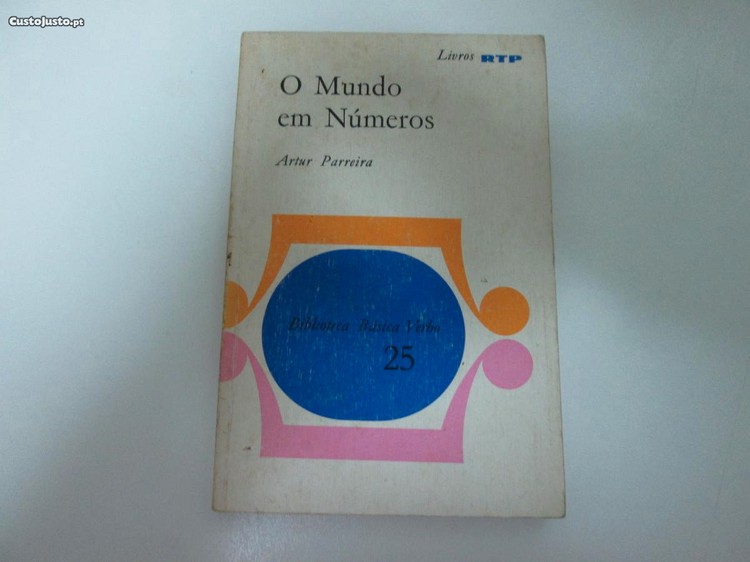 CustoJusto.pt
Livros RTP
O Mundo
em Números
Artur Parreira
Biblioteca Básica Verbo
25